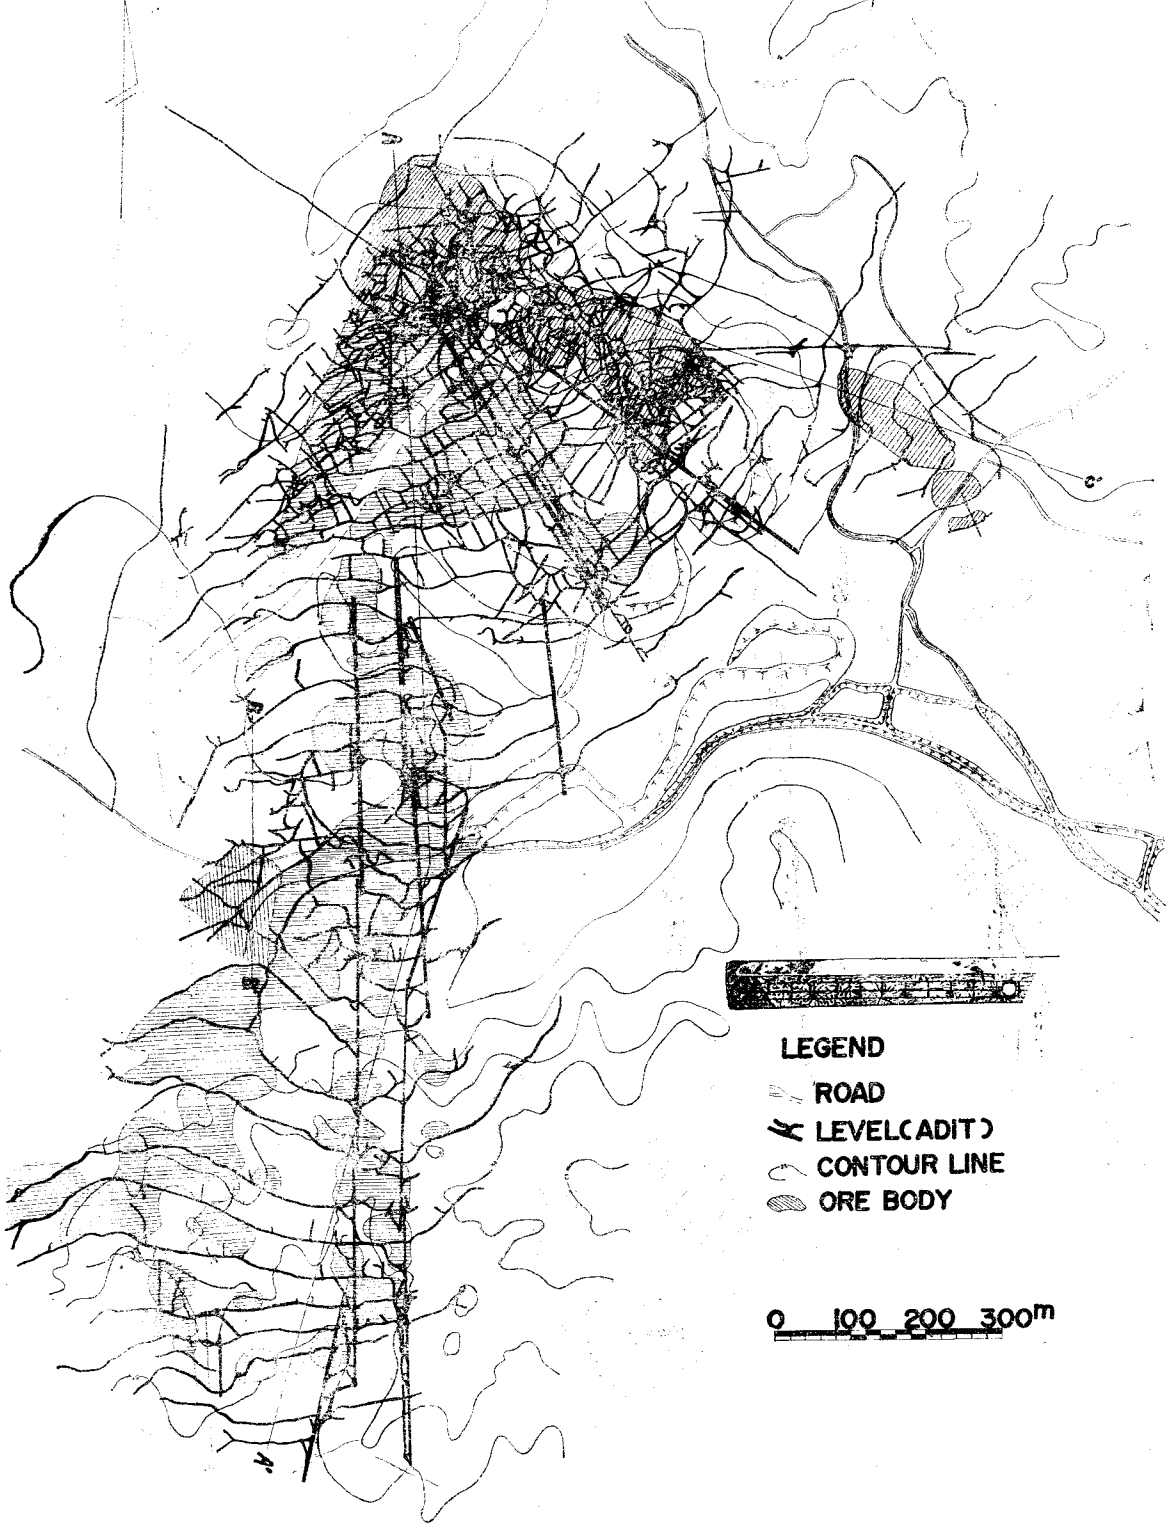 A
C'
B
B'
LEGEND
ROAD
LEVEL(ADIT)
CONTOUR LINE
ORE BODY
0 100 200 300m
A'